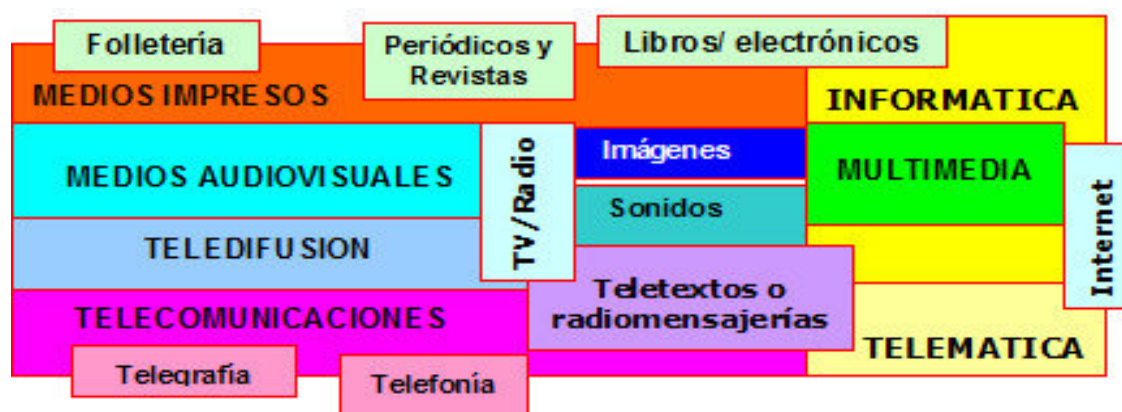 Folletería
Periódicos y
Revistas
Libros/ electrónicos
MEDIOS IMPRESOS
INFORMATICA
MEDIOS AUDIOVISUALES
TV/Radio
Imágenes
MULTIMEDIA
Sonidos
Internet
TELEDIFUSION
Teletextos o
radiomensajerías
TELECOMUNICACIONES
TELEMATICA
Telegrafía
Telefonía